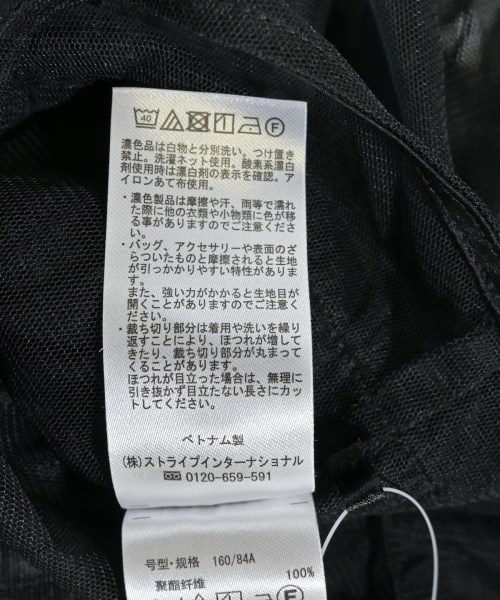 40 F
濃色品は白物と分別洗い。つけ置き
禁止。洗濯ネット使用。酸素系漂白
剤使用時は漂白剤の表示を確認。ア
イロンあて布使用。
・濃色製品は摩擦や汗、雨等で濡れ
た際に他の衣類や小物類に色が移
る事がありますのでご注意くださ
い。
・バッグ、アクセサリーや表面のざ
らついたものと摩擦されると生地
が引っかかりやすい特性がありま
す。
また、強い力がかかると生地目が
開くことがありますのでご注意く
ださい。
・裁ち切り部分は着用や洗いを繰り
返すことにより、ほつれが増して
きたり、裁ち切り部分が丸まって
くることがあります。
ほつれが目立った場合は、無理に
引き抜かず目立たない長さにカッ
トしてください。
ベトナム製
(株)ストライプインターナショナル
0120-659-591
号型·规格 160/84A
聚酯纤维 100%